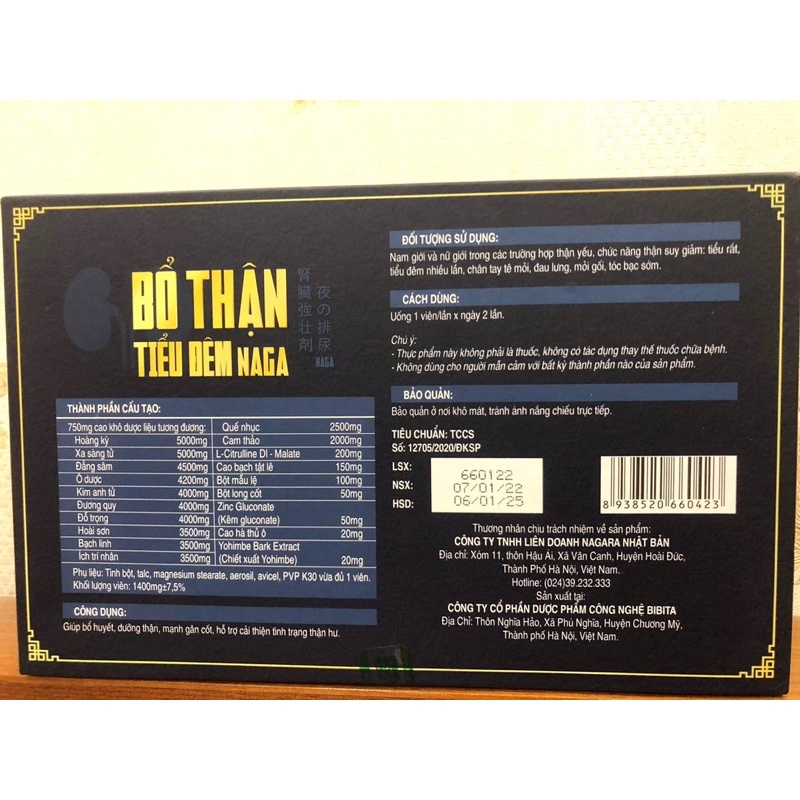 BỔ THẬN
TIỂU ĐÊM NAGA
腎臓強壮剤
夜の排尿
NAGA
THÀNH PHẦN CẤU TẠO:
750mg cao khô dược liệu tương đương:
Hoàng kỳ 5000mg
Xa sàng tử 5000mg
Đẳng sâm 4500mg
Ô dược 4200mg
Kim anh tử 4000mg
Đương quy 4000mg
Đỗ trọng 4000mg
Hoài sơn 3500mg
Bạch linh 3500mg
Ích trí nhân 3500mg
Quế nhục 2500mg
Cam thảo 2000mg
L-Citrulline Dl - Malate 200mg
Cao bạch tật lê 150mg
Bột mẫu lệ 100mg
Bột long cốt 50mg
Zinc Gluconate
(Kẽm gluconate) 50mg
Cao hà thủ ô 20mg
Yohimbe Bark Extract
(Chiết xuất Yohimbe) 20mg
Phụ liệu: Tinh bột, talc, magnesium stearate, aerosil, avicel, PVP K30 vừa đủ 1 viên.
Khối lượng viên: 1400mg±7,5%
CÔNG DỤNG:
Giúp bổ huyết, dưỡng thận, mạnh gân cốt, hỗ trợ cải thiện tình trạng thận hư.
ĐỐI TƯỢNG SỬ DỤNG:
Nam giới và nữ giới trong các trường hợp thận yếu, chức năng thận suy giảm: tiểu rắt,
tiểu đêm nhiều lần, chân tay tê mỏi, đau lưng, mỏi gối, tóc bạc sớm.
CÁCH DÙNG:
Uống 1 viên/lần x ngày 2 lần.
Chú ý:
- Thực phẩm này không phải là thuốc, không có tác dụng thay thế thuốc chữa bệnh.
- Không dùng cho người mẫn cảm với bất kỳ thành phần nào của sản phẩm.
BẢO QUẢN:
Bảo quản ở nơi khô mát, tránh ánh nắng chiếu trực tiếp.
TIÊU CHUẨN: TCCS
Số: 12705/2020/ĐKSP
LSX: 660122
NSX: 07/01/22
HSD: 06/01/25
8 938520 660423
Thương nhân chịu trách nhiệm về sản phẩm:
CÔNG TY TNHH LIÊN DOANH NAGARA NHẬT BẢN
Địa chỉ: Xóm 11, thôn Hậu Ái, Xã Vân Canh, Huyện Hoài Đức,
Thành Phố Hà Nội, Việt Nam.
Hotline: (024)39.232.333
Sản xuất tại:
CÔNG TY CỔ PHẦN DƯỢC PHẨM CÔNG NGHỆ BIBITA
Địa Chỉ: Thôn Nghĩa Hảo, Xã Phú Nghĩa, Huyện Chương Mỹ,
Thành phố Hà Nội, Việt Nam.